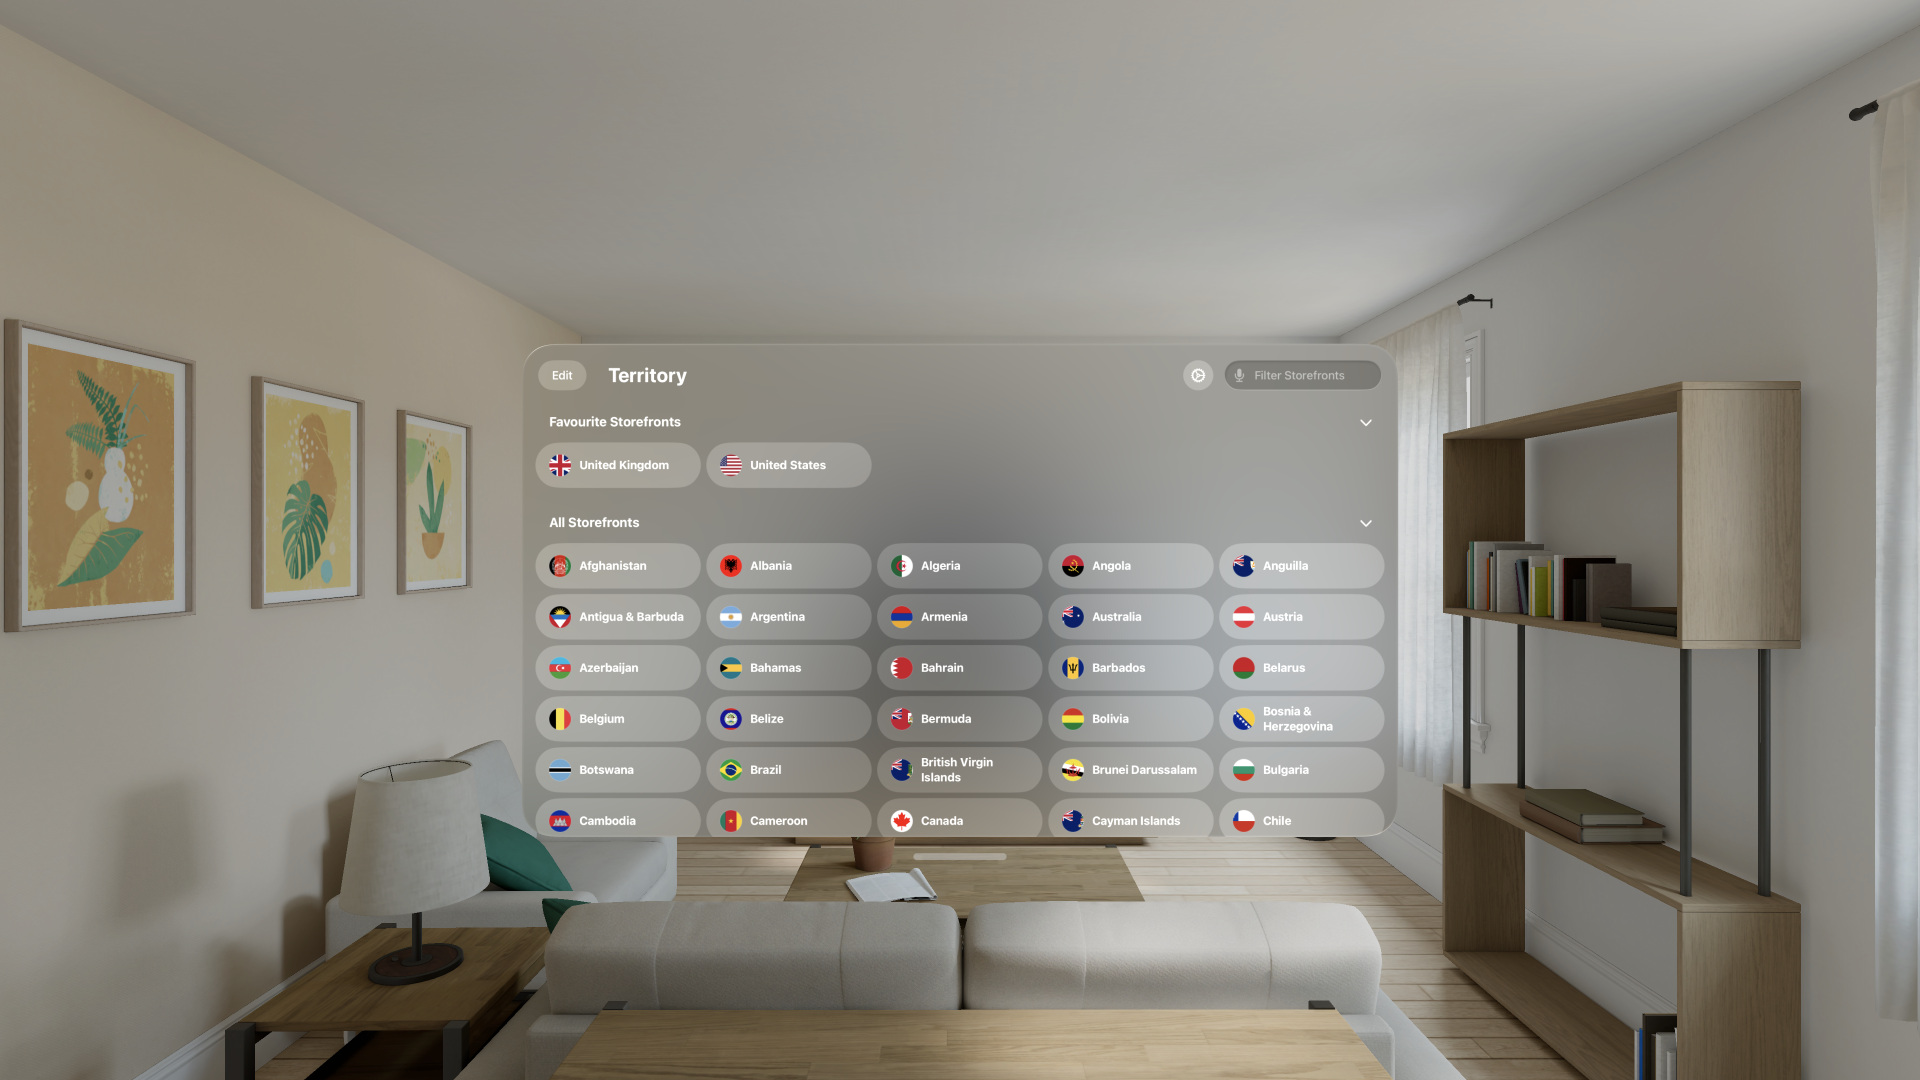 Edit
Territory
Filter Storefronts
Favourite Storefronts
United Kingdom
United States
All Storefronts
Afghanistan
Albania
Algeria
Angola
Anguilla
Antigua & Barbuda
Argentina
Armenia
Australia
Austria
Azerbaijan
Bahamas
Bahrain
Barbados
Belarus
Belgium
Belize
Bermuda
Bolivia
Bosnia &
Herzegovina
Botswana
Brazil
British Virgin
Islands
Brunei Darussalam
Bulgaria
Cambodia
Cameroon
Canada
Cayman Islands
Chile